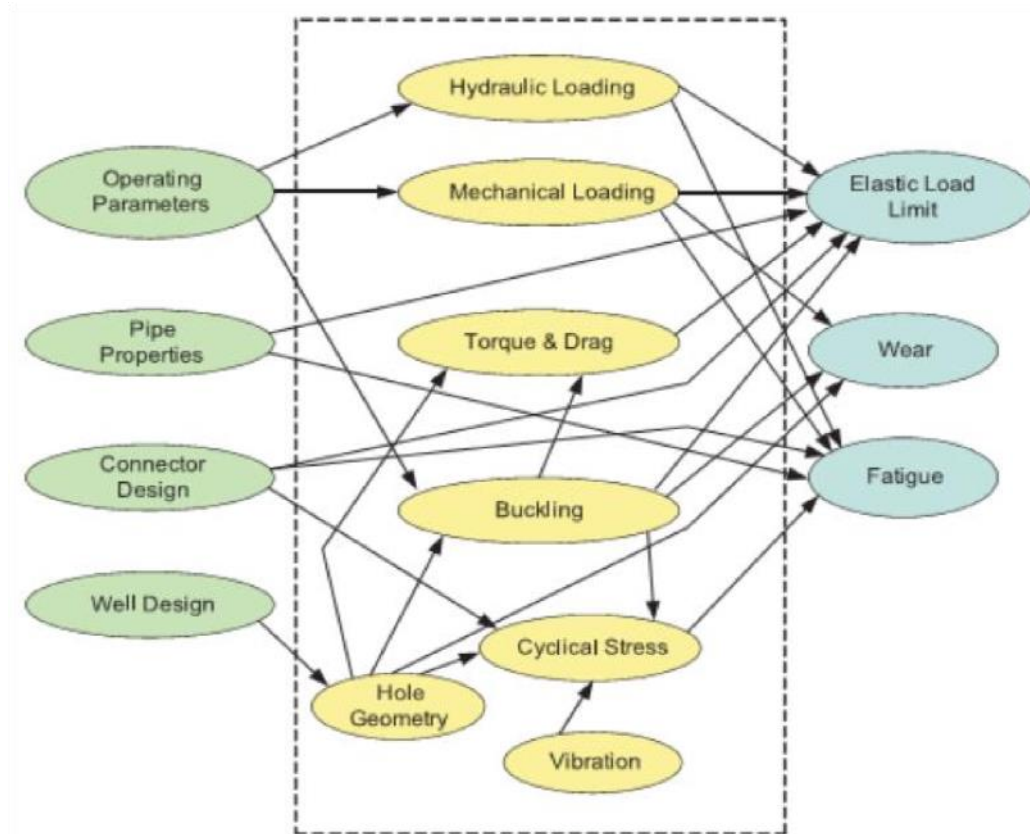 Hydraulic Loading
Operating
Parameters
Mechanical Loading
Elastic Load
Limit
Pipe
Properties
Torque & Drag
Wear
Connector
Design
Buckling
Fatigue
Well Design
Cyclical Stress
Hole
Geometry
Vibration